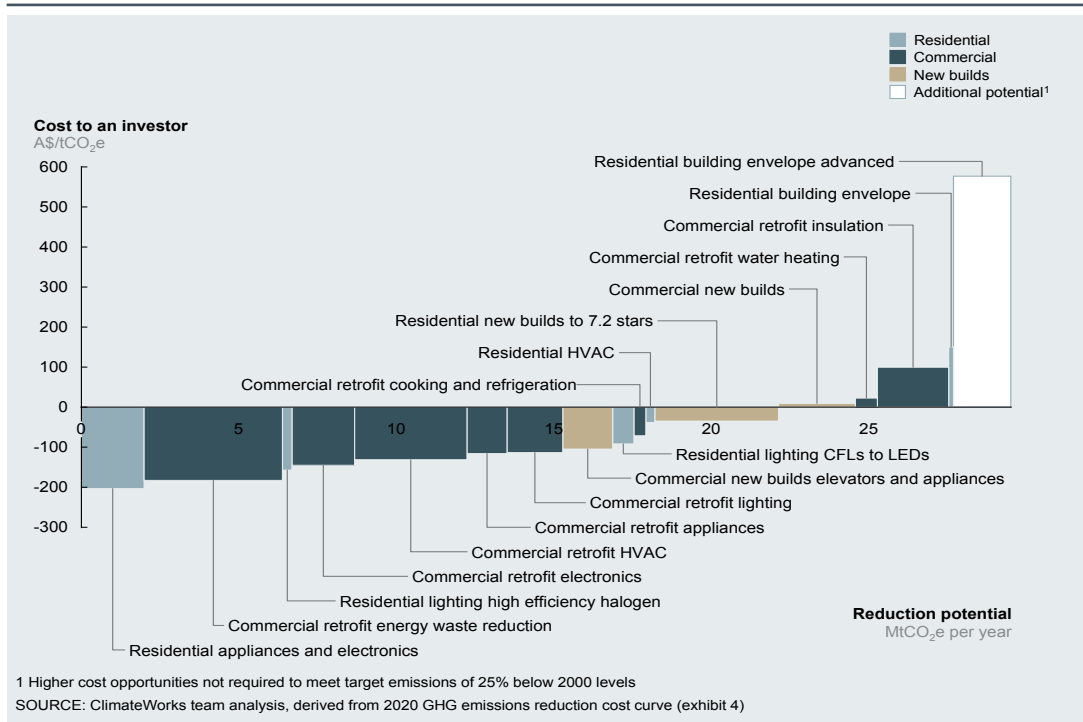 Residential
Commercial
New builds
Additional potential¹
Cost to an investor
A$/tCO₂e
600
500
400
300
200
100
0
-100
-200
-300
0
5
10
15
20
25
Residential building envelope advanced
Residential building envelope
Commercial retrofit insulation
Commercial retrofit water heating
Commercial new builds
Residential new builds to 7.2 stars
Residential HVAC
Commercial retrofit cooking and refrigeration
Residential lighting CFLs to LEDs
Commercial new builds elevators and appliances
Commercial retrofit lighting
Commercial retrofit appliances
Commercial retrofit HVAC
Commercial retrofit electronics
Residential lighting high efficiency halogen
Commercial retrofit energy waste reduction
Residential appliances and electronics
Reduction potential
MtCO₂e per year
1 Higher cost opportunities not required to meet target emissions of 25% below 2000 levels
SOURCE: ClimateWorks team analysis, derived from 2020 GHG emissions reduction cost curve (exhibit 4)